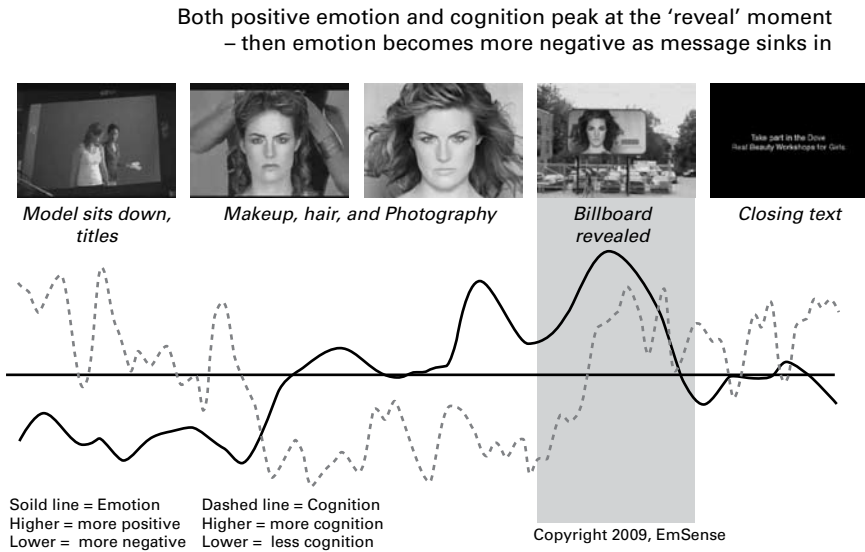 Both positive emotion and cognition peak at the ‘reveal’ moment
– then emotion becomes more negative as message sinks in
Take part in the Dove
Real Beauty Workshops for Girls.
Model sits down,
titles
Makeup, hair, and Photography
Billboard
revealed
Closing text
Soild line = Emotion
Higher = more positive
Lower = more negative
Dashed line = Cognition
Higher = more cognition
Lower = less cognition
Copyright 2009, EmSense